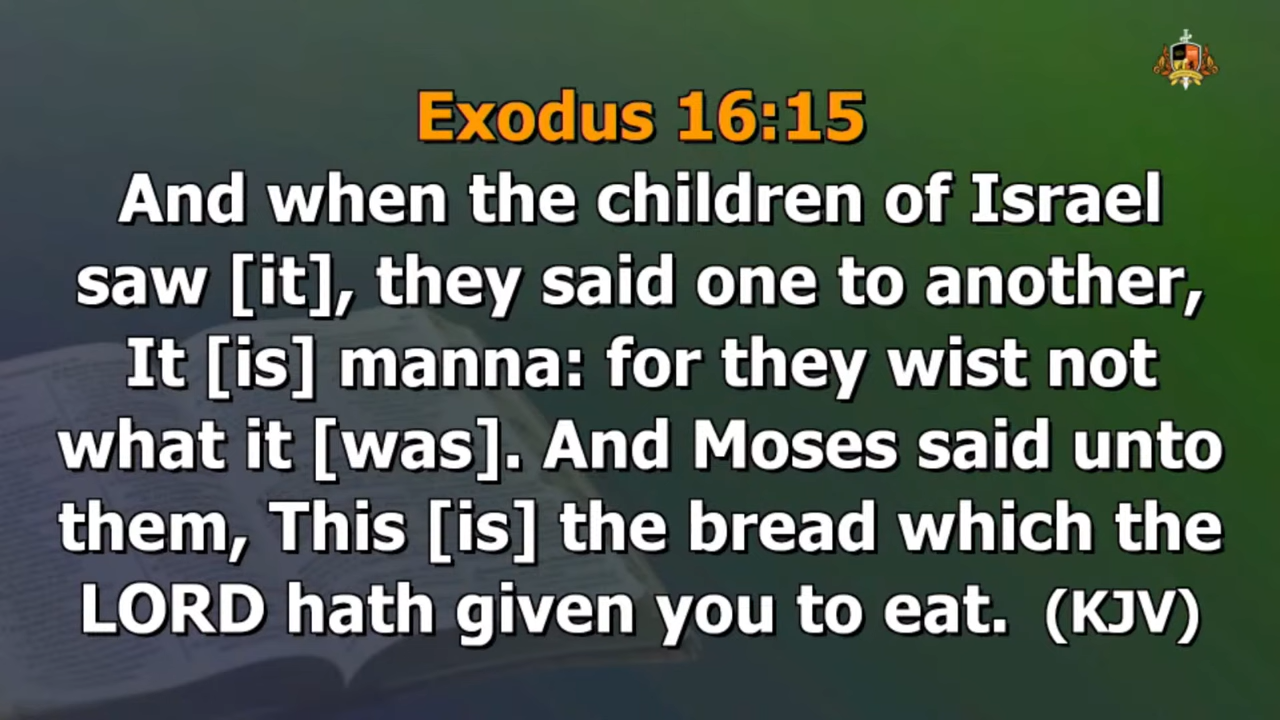 Exodus 16:15
And when the children of Israel
saw [it], they said one to another,
It [is] manna: for they wist not
what it [was]. And Moses said unto
them, This [is] the bread which the
LORD hath given you to eat. (KJV)